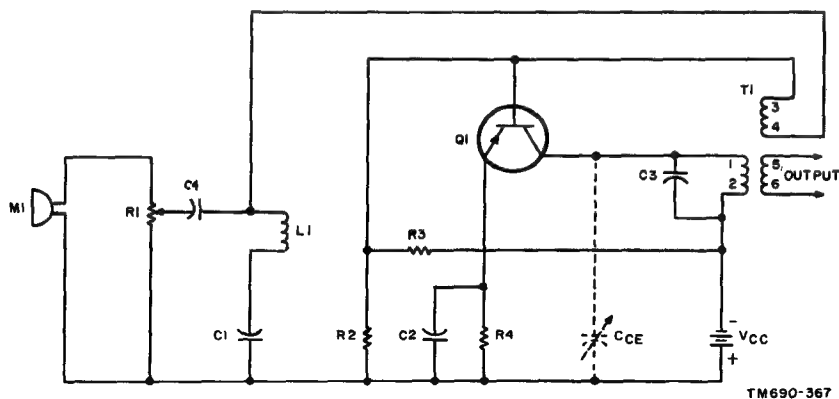 T1
3
4
Q1
C4
M1
R1
L1
C3
1
2
5
6
OUTPUT
R3
C1
R2
C2
R4
CCE
-
VCC
+
TM690-367